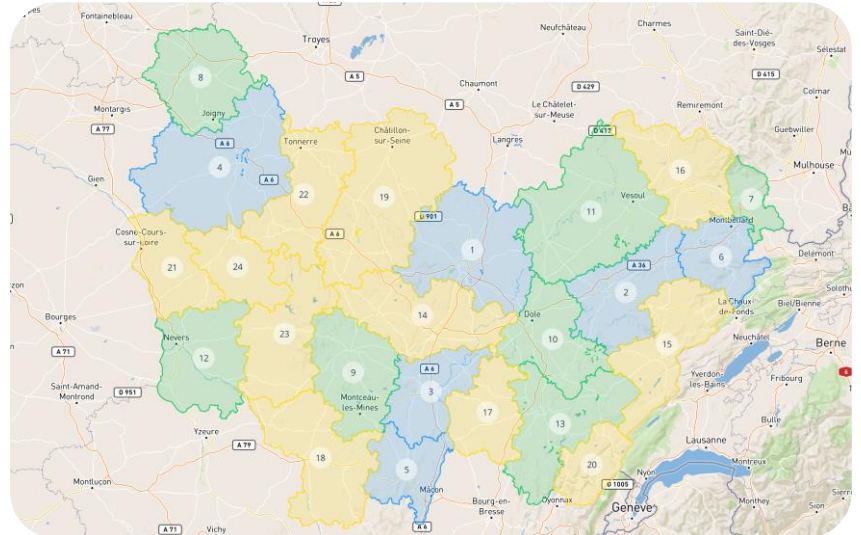 Fontainebleau
Troyes
Neufchâteau
Charmes
Saint-Dié-
des-Vosges
Sélestat
8
A 5
Chaumont
D 429
D 415
Colmar
Montargis
Joigny
A 5
Le Châtelet-
sur-Meuse
Remiremont
Guebwiller
A 77
A 6
Tonnerre
Châtillon-
sur-Seine
Langres
D 417
Mulhouse
4
16
Gien
A 6
22
19
Vesoul
7
11
Montbéliard
Cosne-Cours-
sur-Loire
A 6
D 901
1
6
Delémont
21
24
A 36
2
Bourges
14
Dole
La Chaux
de-Fonds
Biel/Bienne
Nevers
23
10
15
Neuchâtel
Berne
A 71
12
9
A 6
3
Yverdon-
les-Bains
Fribourg
6
Saint-Amand-
Montrond
D 951
Montceau-
les-Mines
17
13
Bulle
Yzeure
A 79
18
5
20
Lausanne
Montreux
Montluçon
Mâcon
Nyon
D 1005
Bourg-en-
Bresse
Oyonnax
Genève
Monthey
Sion
A 71
Vichy
A 6